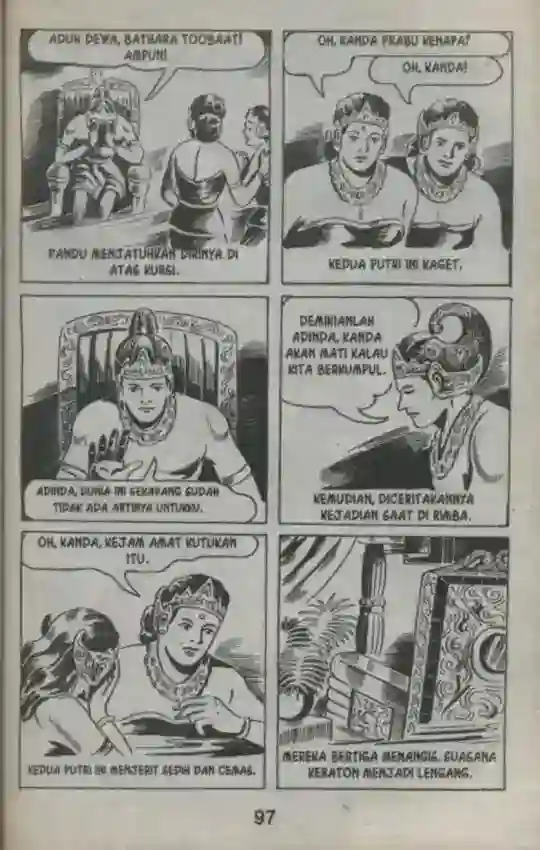 ADUH DEWA, BATHARA TOOBAAT!
AMPUN!
PANDU MENJATUHKAN DIRINYA DI
ATAS KURSI.
OH, KANDA PRABU KENAPA?
OH, KANDA!
KEDUA PUTRI INI KAGET.
ADINDA, DUNIA INI SEKARANG SUDAH
TIDAK ADA ARTINYA UNTUKKU.
DEMIKIANLAH
ADINDA, KANDA
AKAN MATI KALAU
KITA BERKUMPUL.
KEMUDIAN, DICERITAKANNYA
KEJADIAN SAAT DI RIMBA.
OH, KANDA, KEJAM AMAT KUTUKAN
ITU.
KEDUA PUTRI INI MENJERIT SEDIH DAN CEMAS.
MEREKA BERTIGA MENANGIS. SUASANA
KERATON MENJADI LENGANG.
97